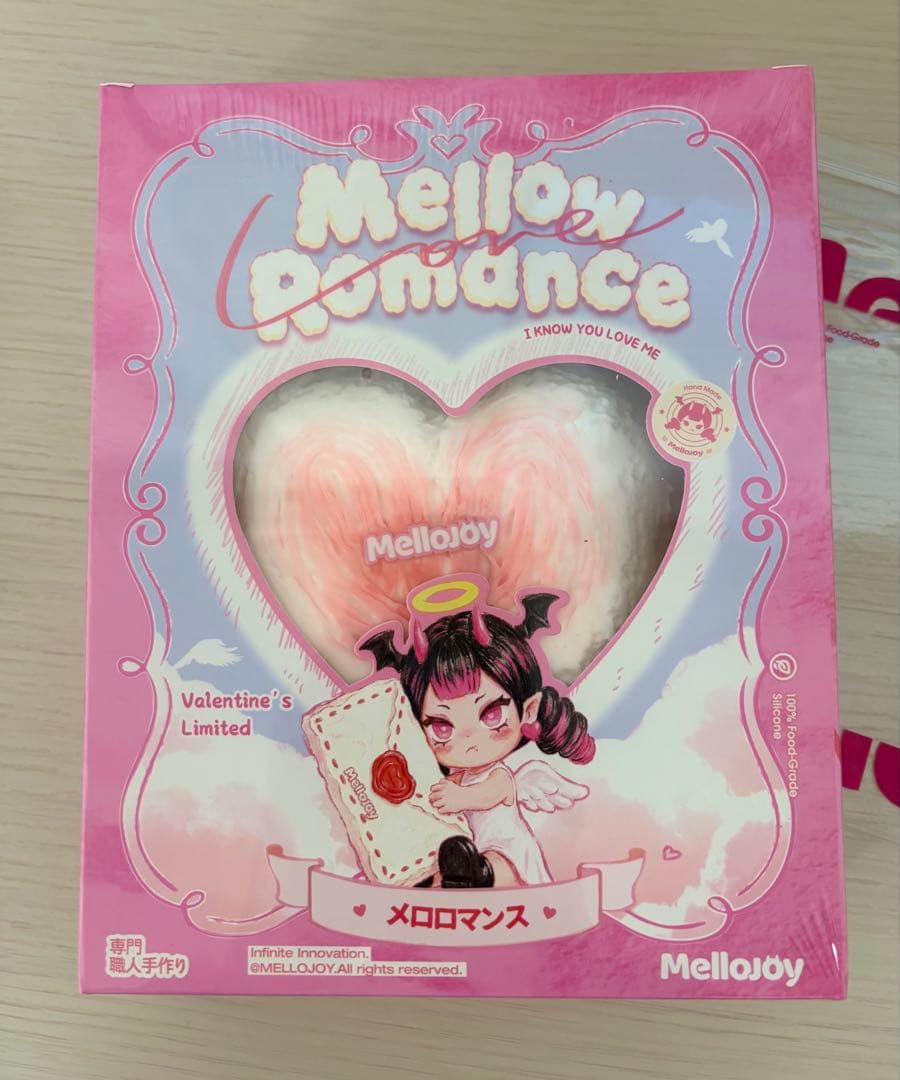 Mellow
Love
Romance
I KNOW YOU LOVE ME
Hand Made
MelloJoy
MelloJoy
Valentine's
Limited
MelloJoy
100% Food-Grade
Silicone
Food-Grade
メロロマンス
専門
職人手作り
Infinite Innovation.
@MELLOJOY.All rights reserved.
MelloJoy